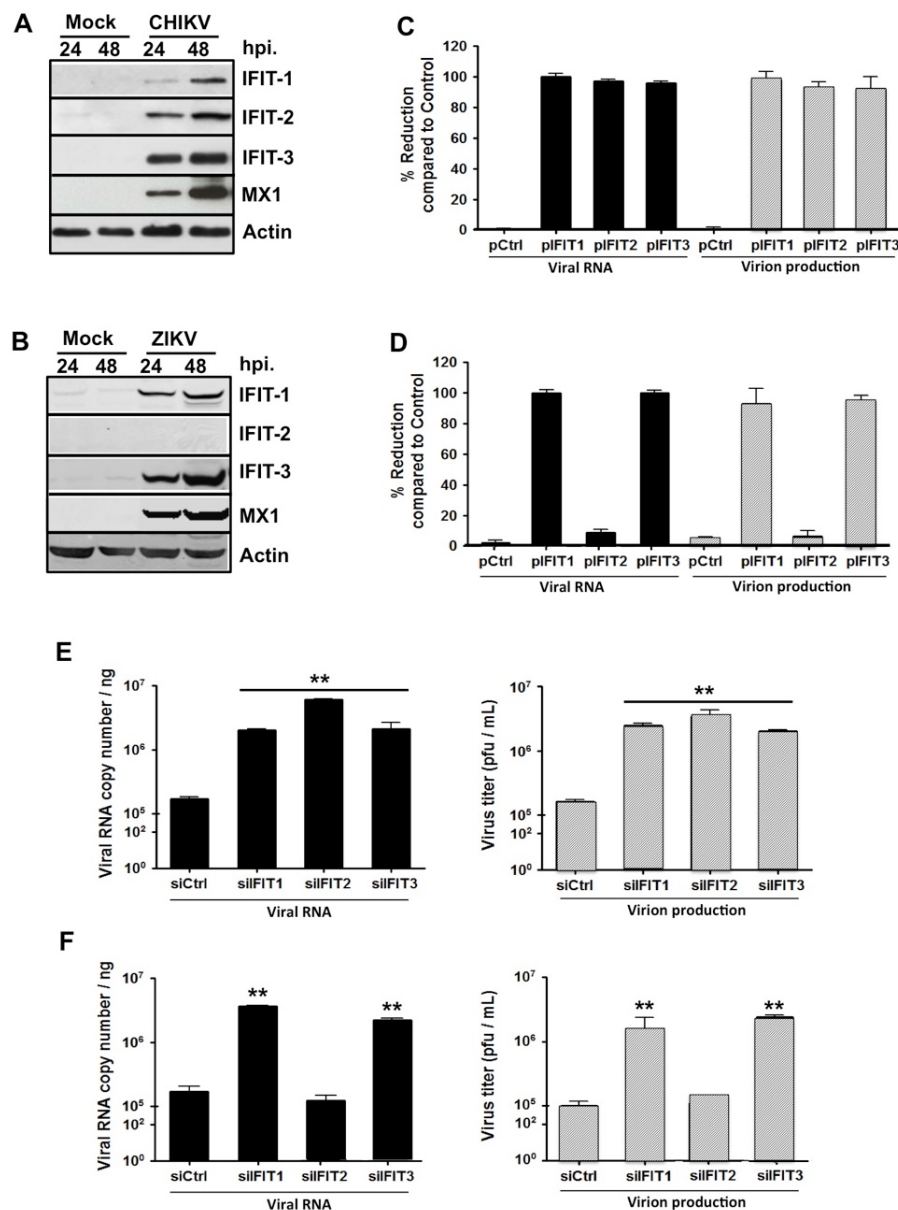 A
Mock CHIKV
24 48 24 48 hpi.
IFIT-1
IFIT-2
IFIT-3
MX1
Actin
C
% Reduction
compared to Control
120
100
80
60
40
20
0
pCtrl pIFIT1 pIFIT2 pIFIT3 pCtrl pIFIT1 pIFIT2 pIFIT3
Viral RNA Virion production
B
Mock ZIKV
24 48 24 48 hpi.
IFIT-1
IFIT-2
IFIT-3
MX1
Actin
D
% Reduction
compared to Control
120
100
80
60
40
20
0
pCtrl pIFIT1 pIFIT2 pIFIT3 pCtrl pIFIT1 pIFIT2 pIFIT3
Viral RNA Virion production
E
Viral RNA copy number / ng
10⁷
10⁶
10⁵
10²
10⁰
**
siCtrl siIFIT1 siIFIT2 siIFIT3
Viral RNA
Virus titer (pfu / mL)
10⁷
10⁶
10⁵
10²
10⁰
**
siCtrl siIFIT1 siIFIT2 siIFIT3
Virion production
F
Viral RNA copy number / ng
10⁷
10⁶
10⁵
10²
10⁰
** **
siCtrl siIFIT1 siIFIT2 siIFIT3
Viral RNA
Virus titer (pfu / mL)
10⁷
10⁶
10⁵
10²
10⁰
** **
siCtrl siIFIT1 siIFIT2 siIFIT3
Virion production